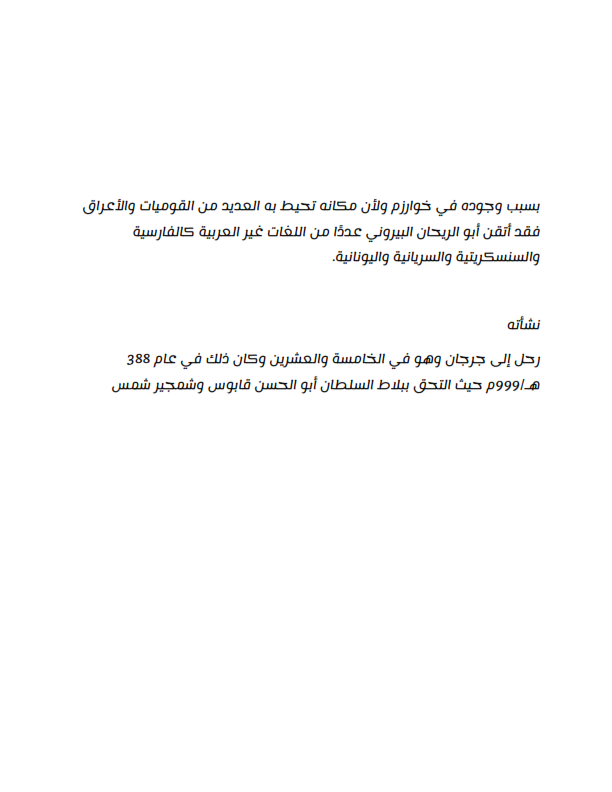 بسبب وجوده في خوارزم ولأن مكانه تحيط به العديد من القوميات والأعراق
فقد أتقن أبو الريحان البيروني عددًا من اللغات غير العربية كالفارسية
والسنسكريتية والسريانية واليونانية.
نشأته
رحل إلى جرجان وهو في الخامسة والعشرين وكان ذلك في عام 388
هـ/999م حيث التحق ببلاط السلطان أبو الحسن قابوس وشمجير شمس